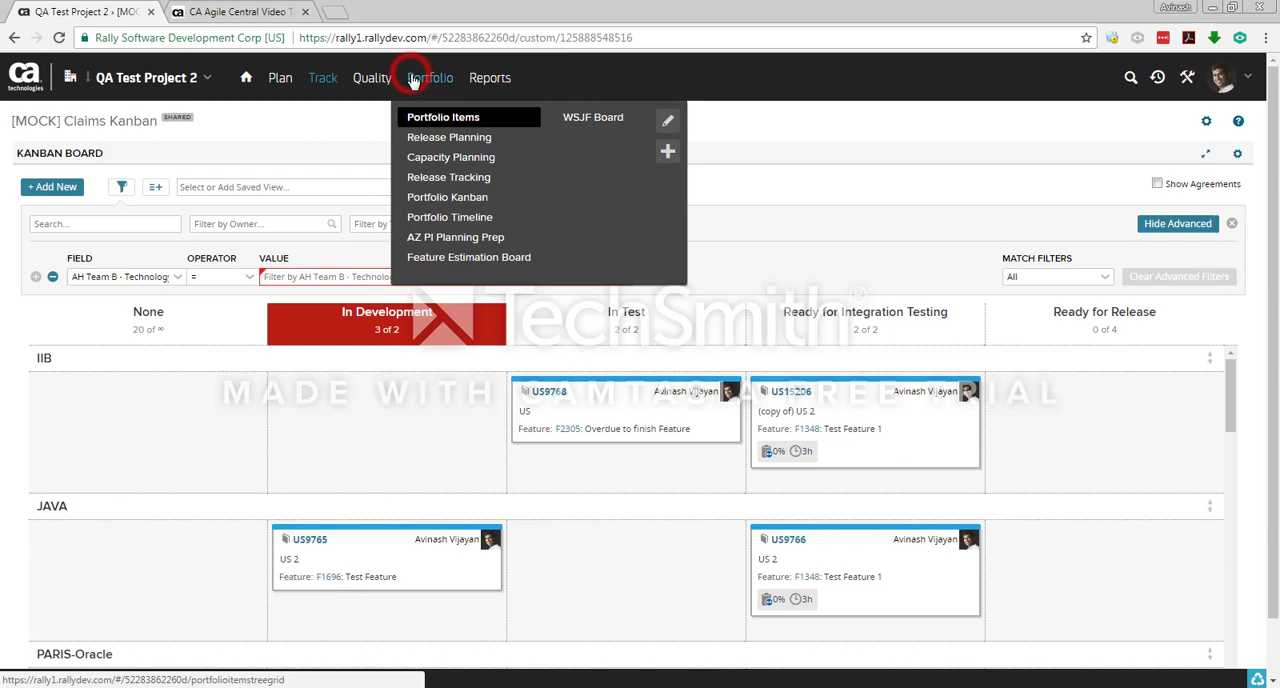 QA Test Project 2 › [MOC
CA Agile Central Video T
Avinash
Rally Software Development Corp [US]
https://rally1.rallydev.com/#/52283862260d/custom/125888548516
ca
technologies
QA Test Project 2
Plan
Track
Quality
Portfolio
Reports
Portfolio Items
WSJF Board
Release Planning
Capacity Planning
Release Tracking
Portfolio Kanban
Portfolio Timeline
AZ PI Planning Prep
Feature Estimation Board
[MOCK] Claims Kanban SHARED
KANBAN BOARD
+ Add New
Select or Add Saved View...
Show Agreements
Search...
Filter by Owner...
Filter by T
Hide Advanced
FIELD
OPERATOR
VALUE
MATCH FILTERS
AH Team B - Technology
=
Filter by AH Team B - Technolo
All
Clear Advanced Filters
None
20 of ∞
In Development
3 of 2
In Test
2 of 2
Ready for Integration Testing
2 of 2
Ready for Release
0 of 4
TechSmith®
MADE WITH CAMTASIA FREE TRIAL
IIB
US9768
Avinash Vijayan
US
Feature: F2305: Overdue to finish Feature
US15206
Avinash Vijayan
(copy of) US 2
Feature: F1348: Test Feature 1
0% 3h
JAVA
US9765
Avinash Vijayan
US 2
Feature: F1696: Test Feature
US9766
Avinash Vijayan
US 2
Feature: F1348: Test Feature 1
0% 3h
PARIS-Oracle
https://rally1.rallydev.com/#/52283862260d/portfolioitemstreegrid